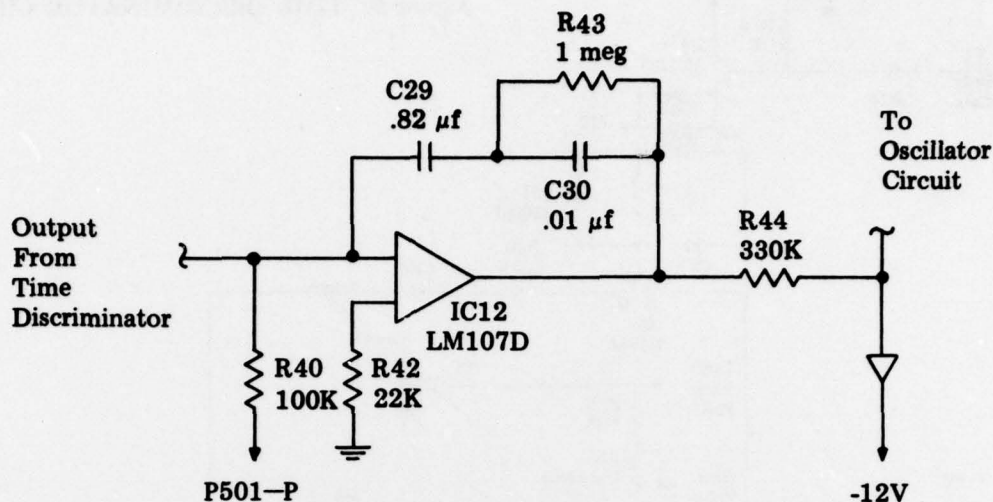 R43
1 meg
C29
.82 μf
To
Oscillator
Circuit
C30
.01 μf
Output
From
Time
Discriminator
R44
330K
IC12
LM107D
R40
100K
R42
22K
P501—P
-12V